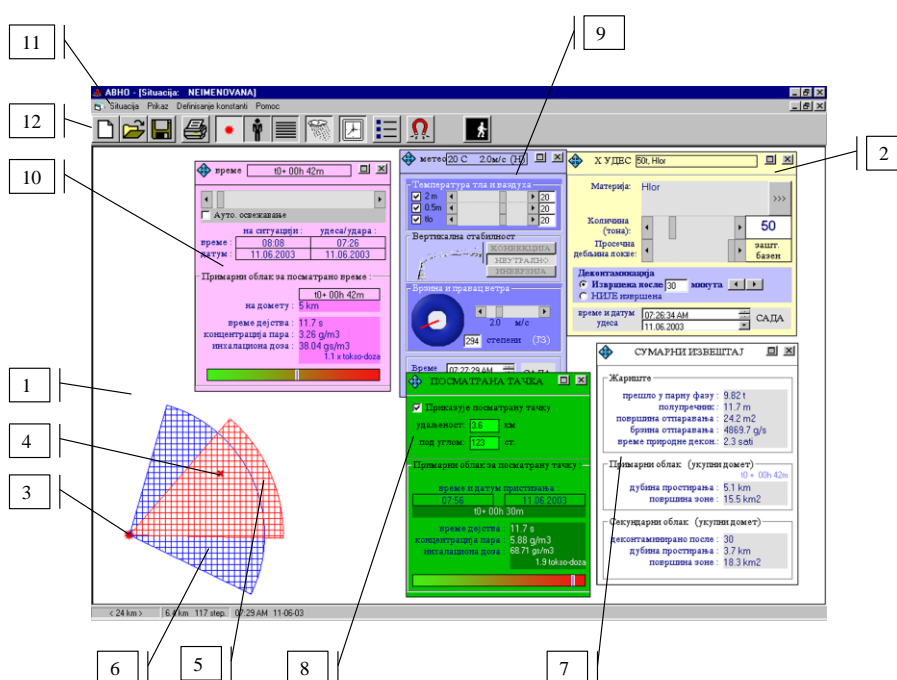 11
9
АВНО - [Situacija: NEIMENOVANA]
Situacija Prikaz Definisanje konstanti Pomoc
12
10
2
време t0+ 00h 42m
Ауто. освежавање
на ситуацији : удеса/удара :
време : 08:08 07:26
датум : 11.06.2003 11.06.2003
Примарни облак за посматрано време :
t0+ 00h 42m
на домету : 5 km
време дејства : 11.7 s
концентрација пара : 3.26 g/m3
инхалациона доза : 38.04 gs/m3
1.1 x tokso-doza
метео 20 C 2.0м/с (Н)
Температура тла и ваздуха
2 m 20
0.5m 20
tlo 20
Вертикална стабилност
КОНВЕКЦИЈА
НЕУТРАЛНО
ИНВЕРЗИЈА
Брзина и правац ветра
2.0 м/с
294 степени (ЛЗ)
Време 07:27:29 AM САДА
Х УДЕС 50t, Hlor
Материја: Hlor >>>
Количина
(тона): 50
Просечна
дебљина локве: зашт.
базен
Деконтаминација
Извршена после 30 минута
НИЈЕ извршена
време и датум 07:26:34 AM
удеса 11.06.2003 САДА
1
4
3
ПОСМАТРАНА ТАЧКА
Приказује посматрану тачку
удаљеност: 3.6 км
под углом: 123 ст.
Примарни облак за посматрану тачку
време и датум пристизања
07:56 11.06.2003
t0+ 00h 30m
време дејства : 11.7 s
концентрација пара : 5.88 g/m3
инхалациона доза : 68.71 gs/m3
1.9 tokso-doza
СУМАРНИ ИЗВЕШТАЈ
Жариште
прешло у парну фазу : 9.82 t
полупречник : 11.7 m
површина отпаравања : 24.2 m2
брзина отпаравања : 4869.7 g/s
време природне декон.: 2.3 sati
Примарни облак (укупни домет)
t0 + 00h 42m
дубина простирања : 5.1 km
површина зоне : 15.5 km2
Секундарни облак (укупни домет)
деконтаминирано после : 30
дубина простирања : 3.7 km
површина зоне : 18.3 km2
< 24 km > 6.4 km 117 step. 07:29 AM 11-06-03
6
5
8
7